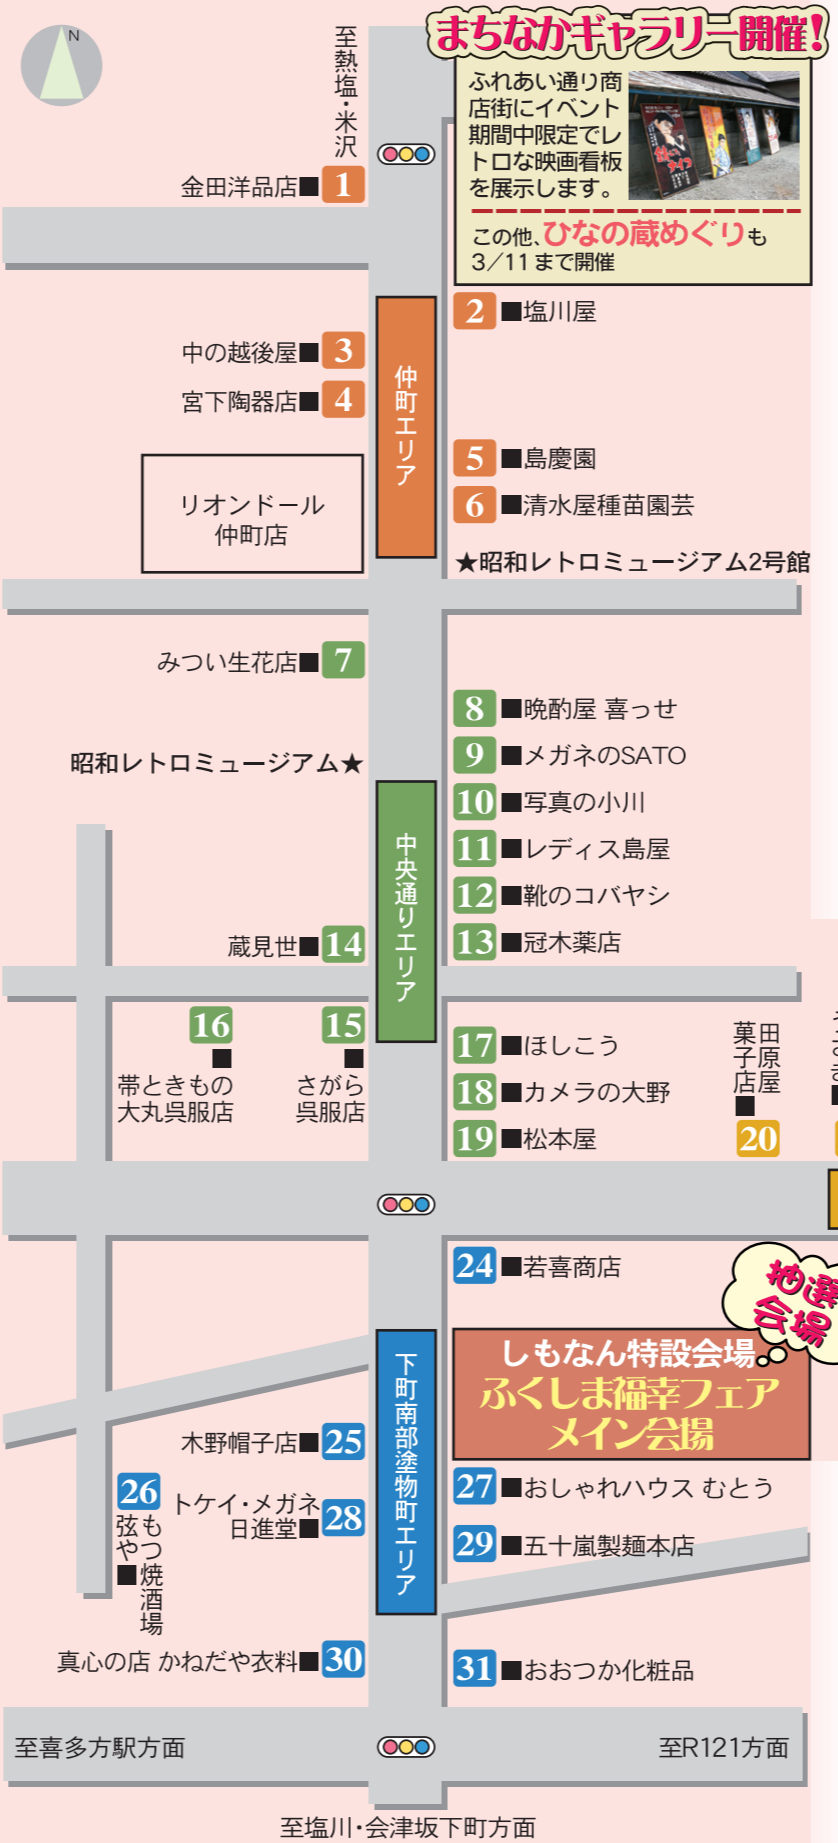 まちなかギャラリー開催!
N
至熱塩・米沢
ふれあい通り商
店街にイベント
期間中限定でレ
トロな映画看板
を展示します。
この他、ひなの蔵めぐりも
3／11まで開催
金田洋品店■1
2■塩川屋
中の越後屋■3
宮下陶器店■4
仲町エリア
5■島慶園
6■清水屋種苗園芸
リオンドール
仲町店
★昭和レトロミュージアム2号館
みつい生花店■7
8■晩酌屋 喜っせ
9■メガネのSATO
昭和レトロミュージアム★
10■写真の小川
11■レディス島屋
12■靴のコバヤシ
13■冠木薬店
中央通りエリア
蔵見世■14
16
■
帯ときもの
大丸呉服店
15
■
さがら
呉服店
17■ほしこう
18■カメラの大野
19■松本屋
田原屋
菓子店■
20
24■若喜商店
抽選
会場
しもなん特設会場
ふくしま福幸フェア
メイン会場
下町南部塗物町エリア
木野帽子店■25
26
もつ焼酒場
弦や■
トケイ・メガネ
日進堂■28
27■おしゃれハウス むとう
29■五十嵐製麺本店
真心の店 かねだや衣料■30
31■おおつか化粧品
至喜多方駅方面
至R121方面
至塩川・会津坂下町方面